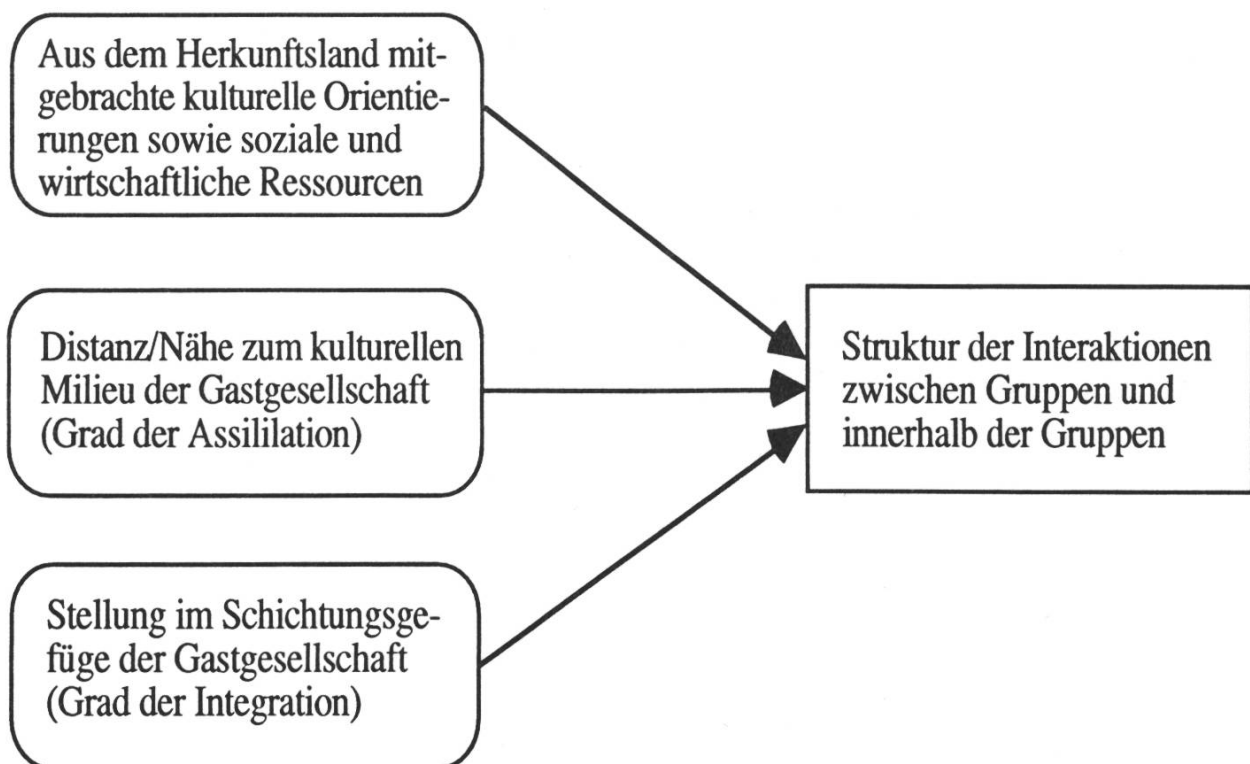 Aus dem Herkunftsland mit-
gebrachte kulturelle Orientie-
rungen sowie soziale und
wirtschaftliche Ressourcen
Distanz/Nähe zum kulturellen
Milieu der Gastgesellschaft
(Grad der Assililation)
Stellung im Schichtungsge-
füge der Gastgesellschaft
(Grad der Integration)
Struktur der Interaktionen
zwischen Gruppen und
innerhalb der Gruppen